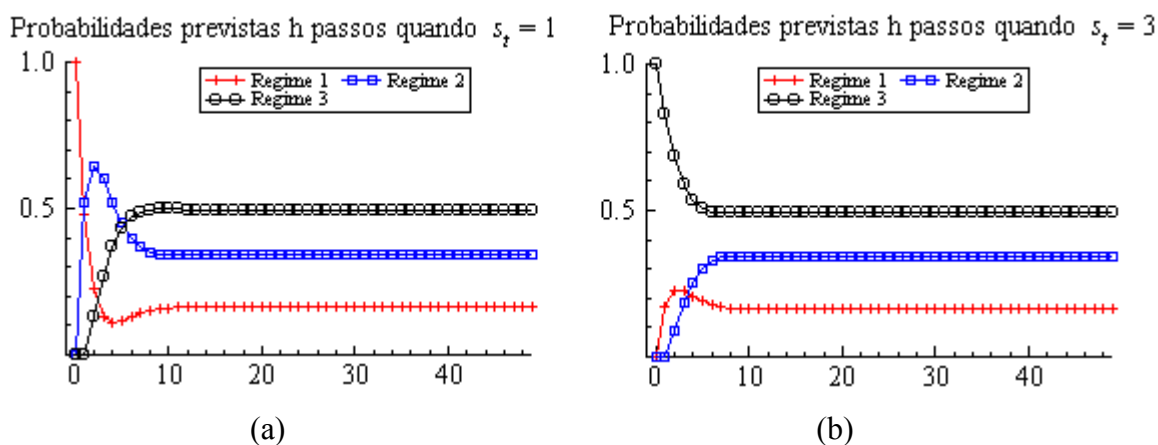 Probabilidades previstas h passos quando s_t = 1
1.0
0.5
Regime 1
Regime 2
Regime 3
0
10
20
30
40
(a)
Probabilidades previstas h passos quando s_t = 3
1.0
0.5
Regime 1
Regime 2
Regime 3
0
10
20
30
40
(b)